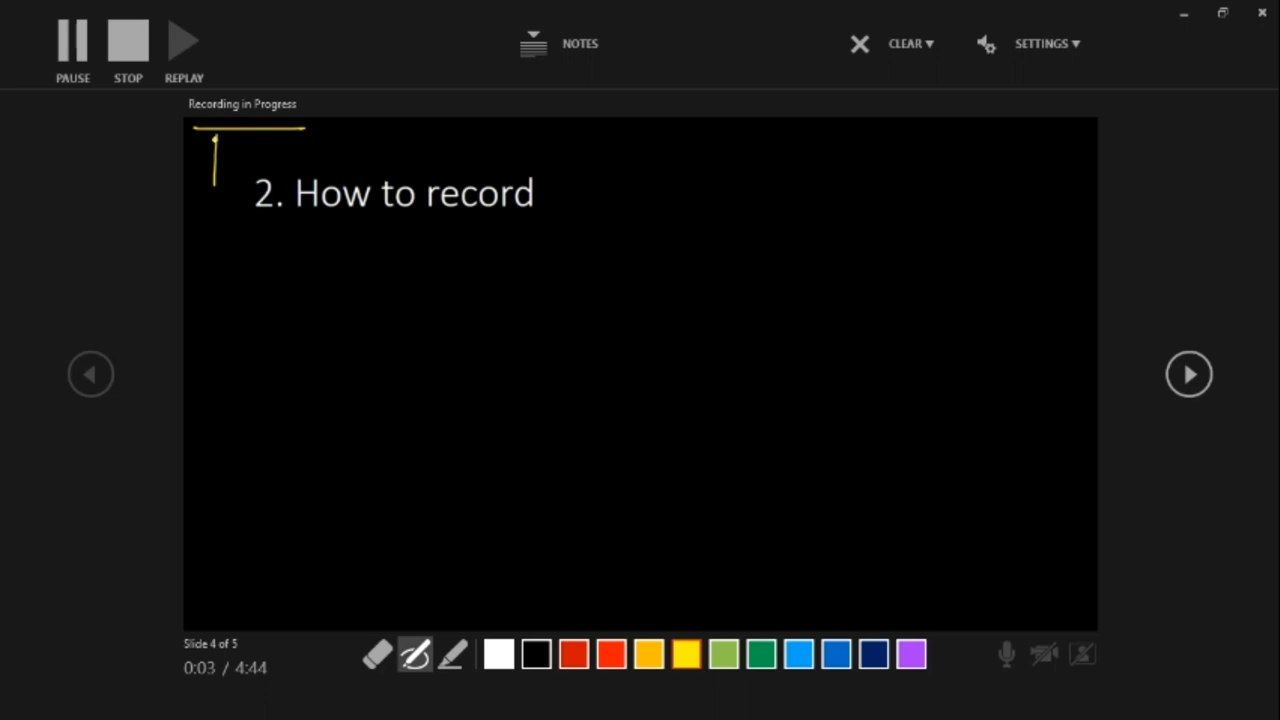 PAUSE STOP REPLAY
NOTES
CLEAR
SETTINGS
Recording in Progress
2. How to record
Slide 4 of 5
0:03 / 4:44